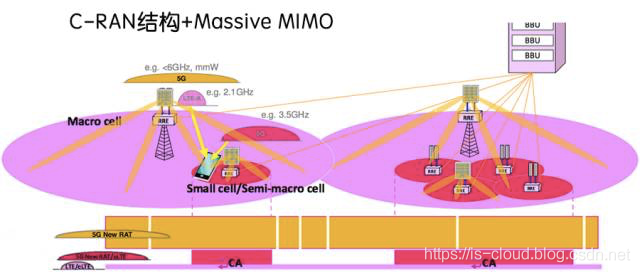 C-RAN结构+Massive MIMO
BBU
BBU
BBU
e.g. <6GHz, mmW
5G
LTE-A
e.g. 2.1GHz
e.g. 3.5GHz
Macro cell
RRE
RRE
5G
RRE
RRE
RRE
RRE
RRE
Small cell/Semi-macro cell
5G New RAT
5G New RAT/eLTE
LTE/eLTE
CA
CA
https://is-cloud.blog.csdn.net